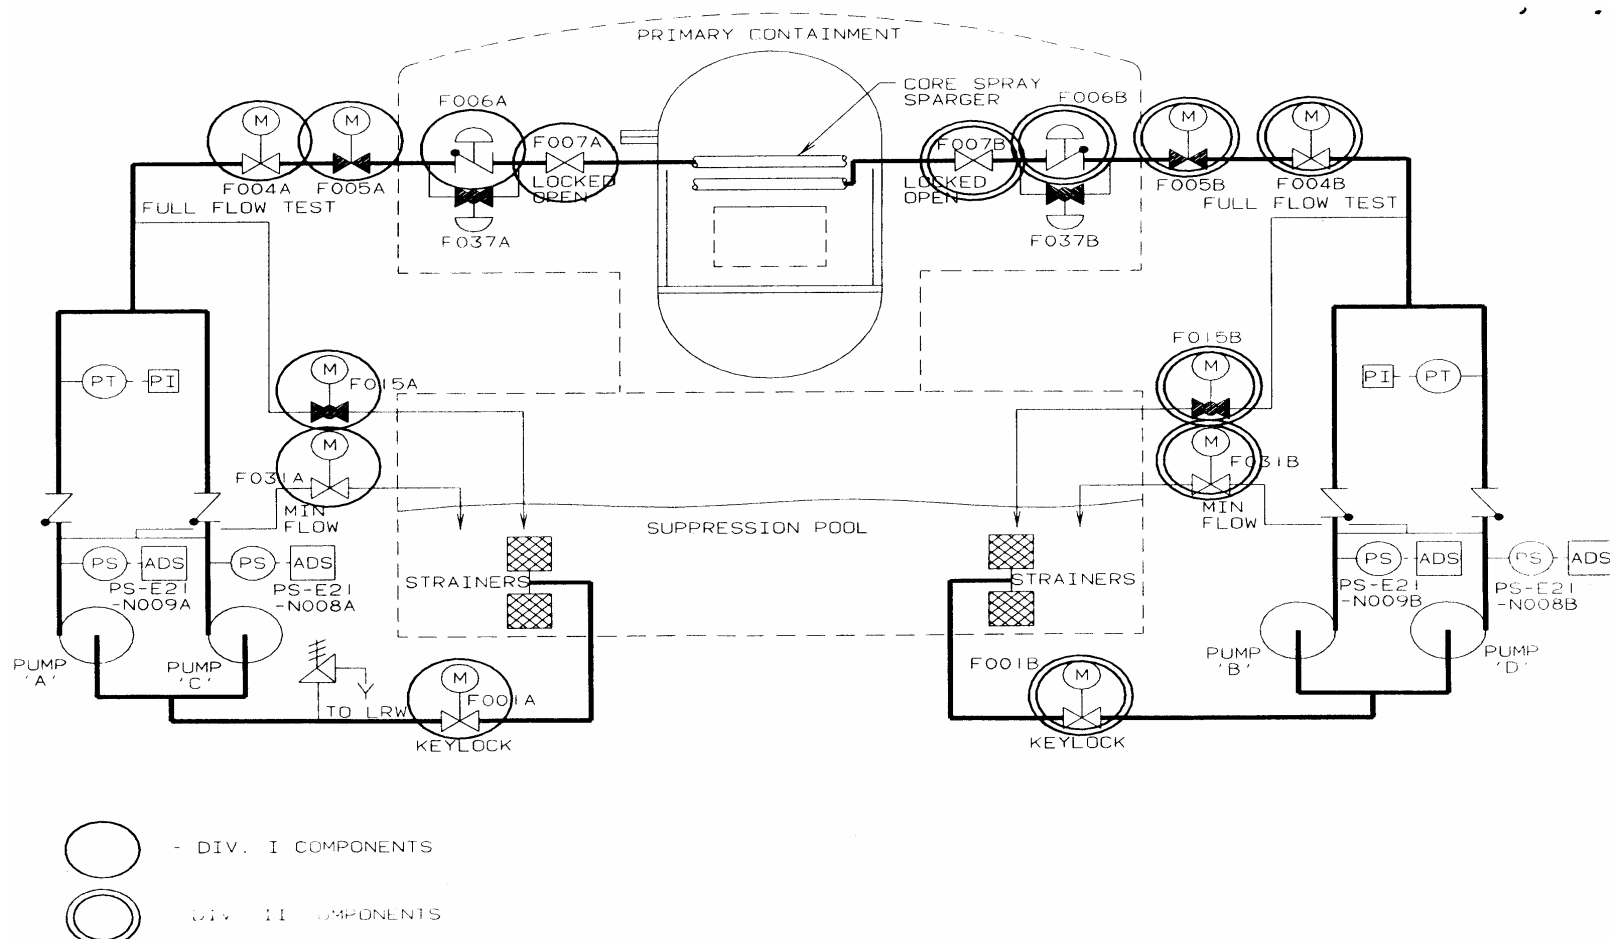 PRIMARY CONTAINMENT
CORE SPRAY
SPARGER
F006A
F006B
M
M
M
M
F007A
F007B
F004A
F005A
LOCKED
OPEN
LOCKED
OPEN
F005B
F004B
FULL FLOW TEST
FULL FLOW TEST
F037A
F037B
F015B
M
F015A
M
PT
PI
PI
PT
M
F031A
M
F031B
MIN
FLOW
MIN
FLOW
SUPPRESSION POOL
PS
ADS
PS
ADS
PS
ADS
PS
ADS
STRAINERS
STRAINERS
PS-E21
-N009A
PS-E21
-N008A
PS-E21
-N009B
PS-E21
-N008B
PUMP
'A'
PUMP
'C'
PUMP
'B'
PUMP
'D'
F001B
M
F001A
M
TO LRW
KEYLOCK
KEYLOCK
- DIV. I COMPONENTS
DIV II